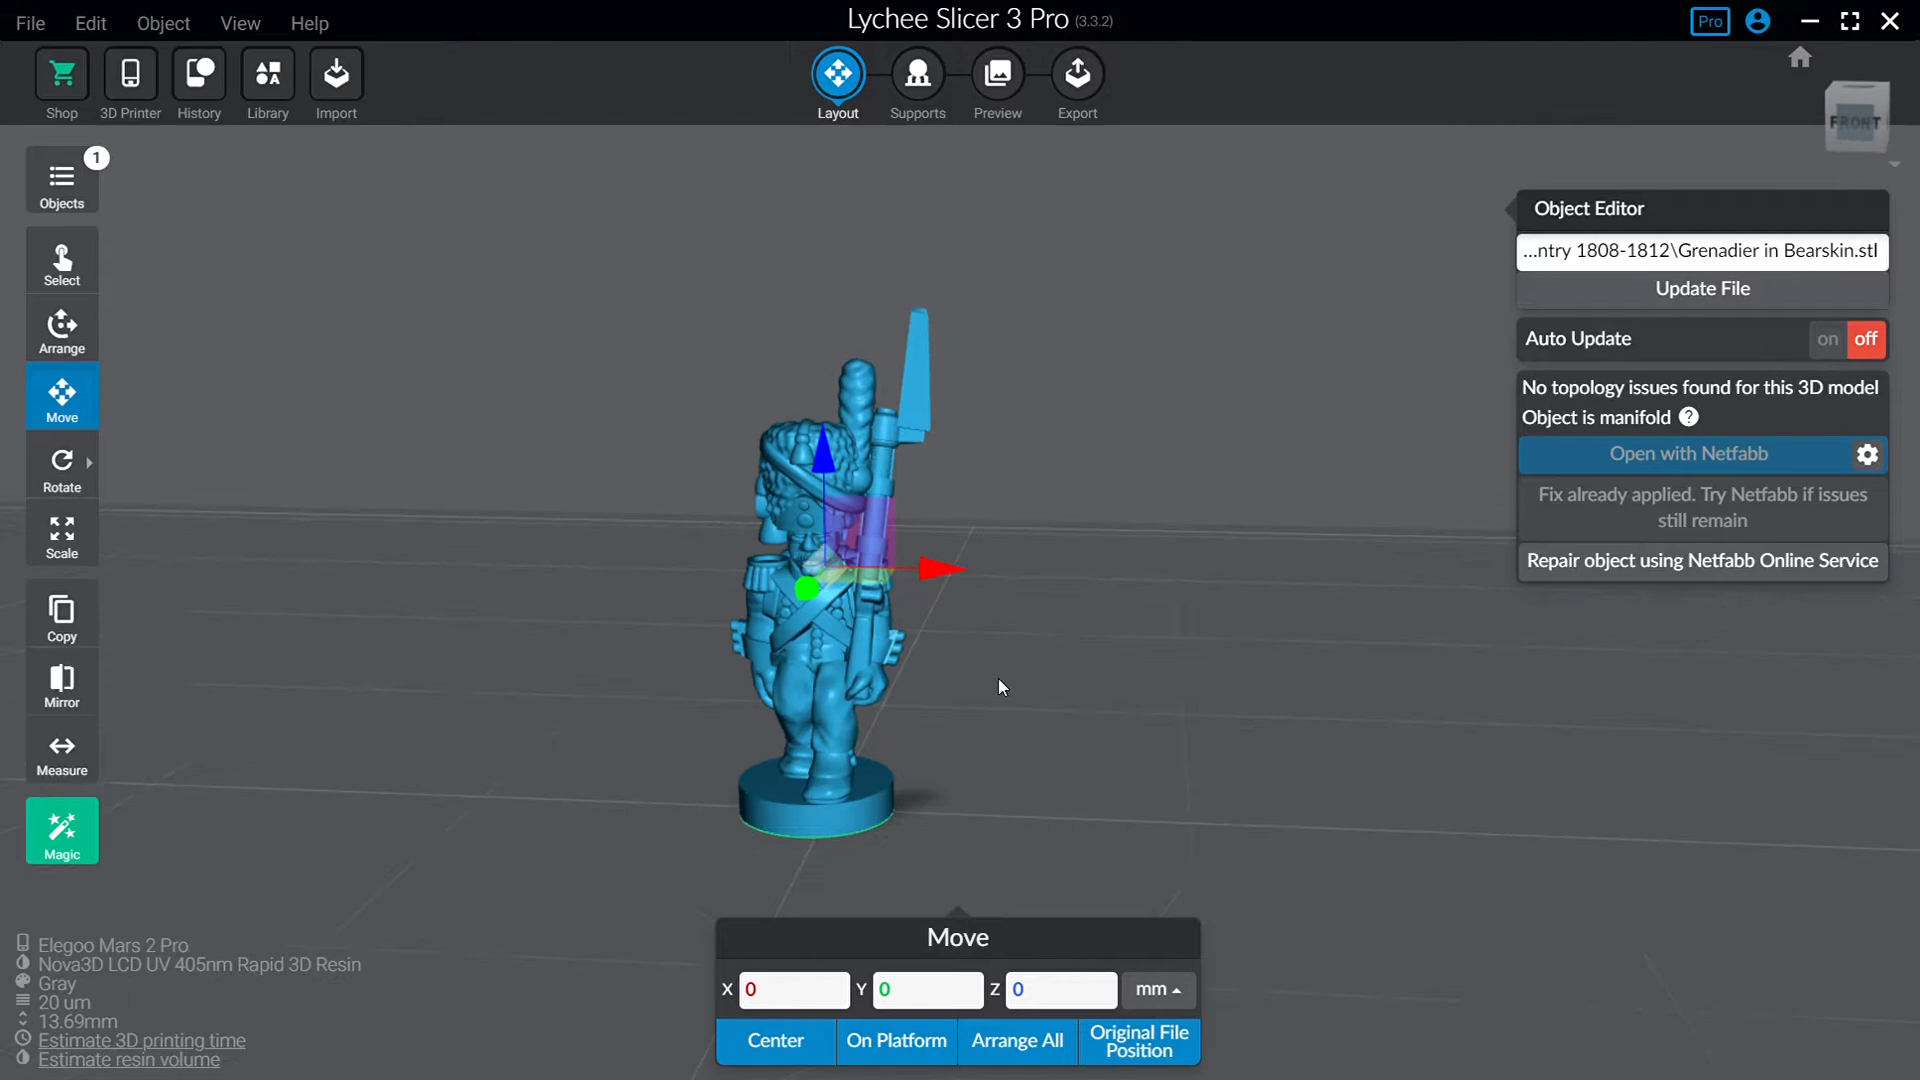 File Edit Object View Help
Lychee Slicer 3 Pro (3.3.2)
Pro
Shop
3D Printer
History
Library
Import
Layout
Supports
Preview
Export
FRONT
1
Objects
Select
Arrange
Move
Rotate
Scale
Copy
Mirror
Measure
Magic
Object Editor
...ntry 1808-1812\Grenadier in Bearskin.stl
Update File
Auto Update on off
No topology issues found for this 3D model
Object is manifold ?
Open with Netfabb
Fix already applied. Try Netfabb if issues
still remain
Repair object using Netfabb Online Service
Elegoo Mars 2 Pro
Nova3D LCD UV 405nm Rapid 3D Resin
Gray
20 um
13.69mm
Estimate 3D printing time
Estimate resin volume
Move
X 0 Y 0 Z 0 mm
Center
On Platform
Arrange All
Original File
Position